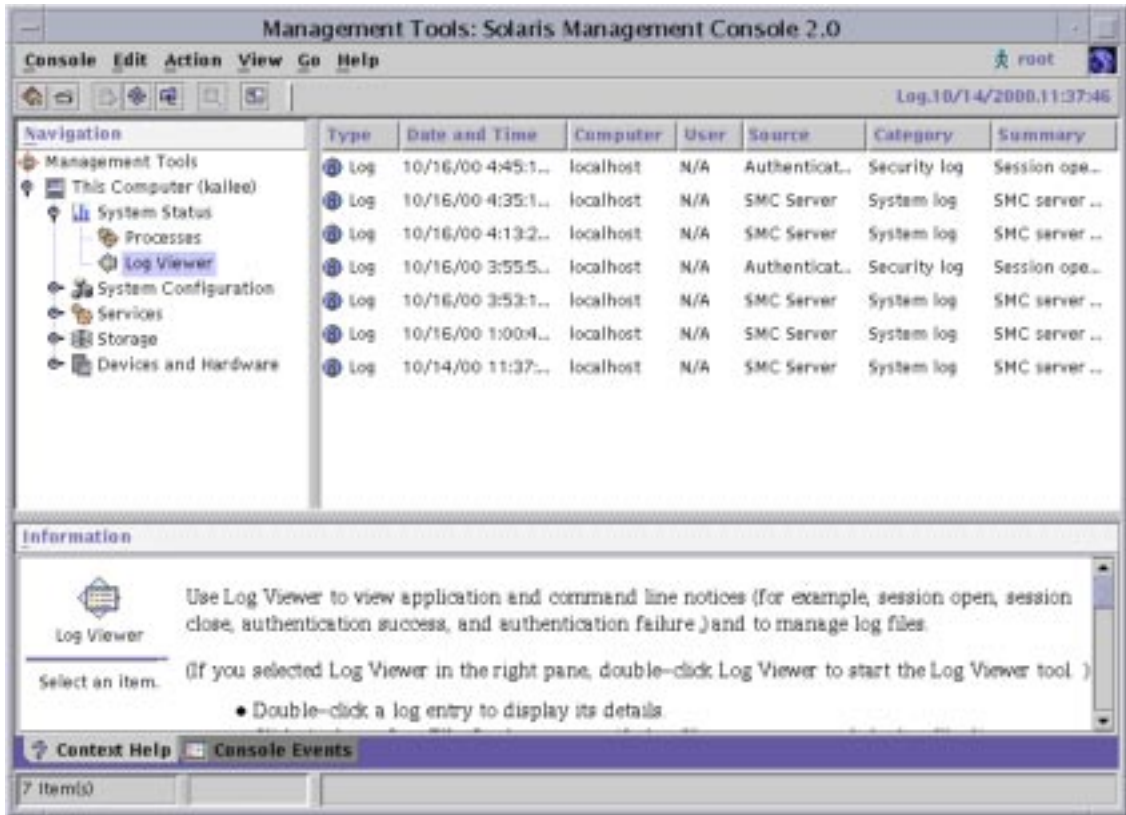 Management Tools: Solaris Management Console 2.0
Console Edit Action View Go Help
root
Log.10/14/2000.11:37:46
Navigation
Management Tools
This Computer (kailee)
System Status
Processes
Log Viewer
System Configuration
Services
Storage
Devices and Hardware
Type Date and Time Computer User Source Category Summary
Log 10/16/00 4:45:1... localhost N/A Authenticat... Security log Session ope...
Log 10/16/00 4:35:1... localhost N/A SMC Server System log SMC server ...
Log 10/16/00 4:13:2... localhost N/A SMC Server System log SMC server ...
Log 10/16/00 3:55:5... localhost N/A Authenticat... Security log Session ope...
Log 10/16/00 3:53:1... localhost N/A SMC Server System log SMC server ...
Log 10/16/00 1:00:4... localhost N/A SMC Server System log SMC server ...
Log 10/14/00 11:37:... localhost N/A SMC Server System log SMC server ...
Information
Log Viewer
Select an item.
Use Log Viewer to view application and command line notices (for example, session open, session
close, authentication success, and authentication failure.) and to manage log files.
(If you selected Log Viewer in the right pane, double-click Log Viewer to start the Log Viewer tool. )
• Double-click a log entry to display its details.
Context Help Console Events
7 Item(s)